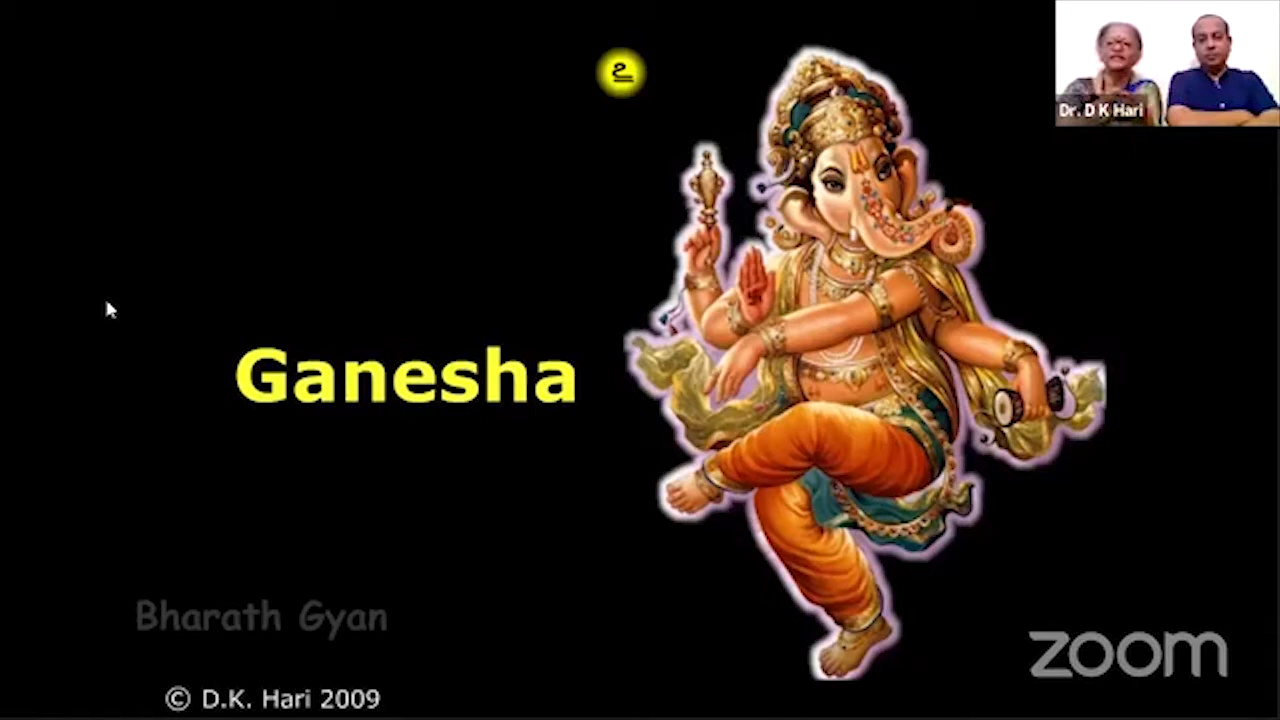 உ
Dr. D K Hari
Ganesha
Bharath Gyan
zoom
© D.K. Hari 2009